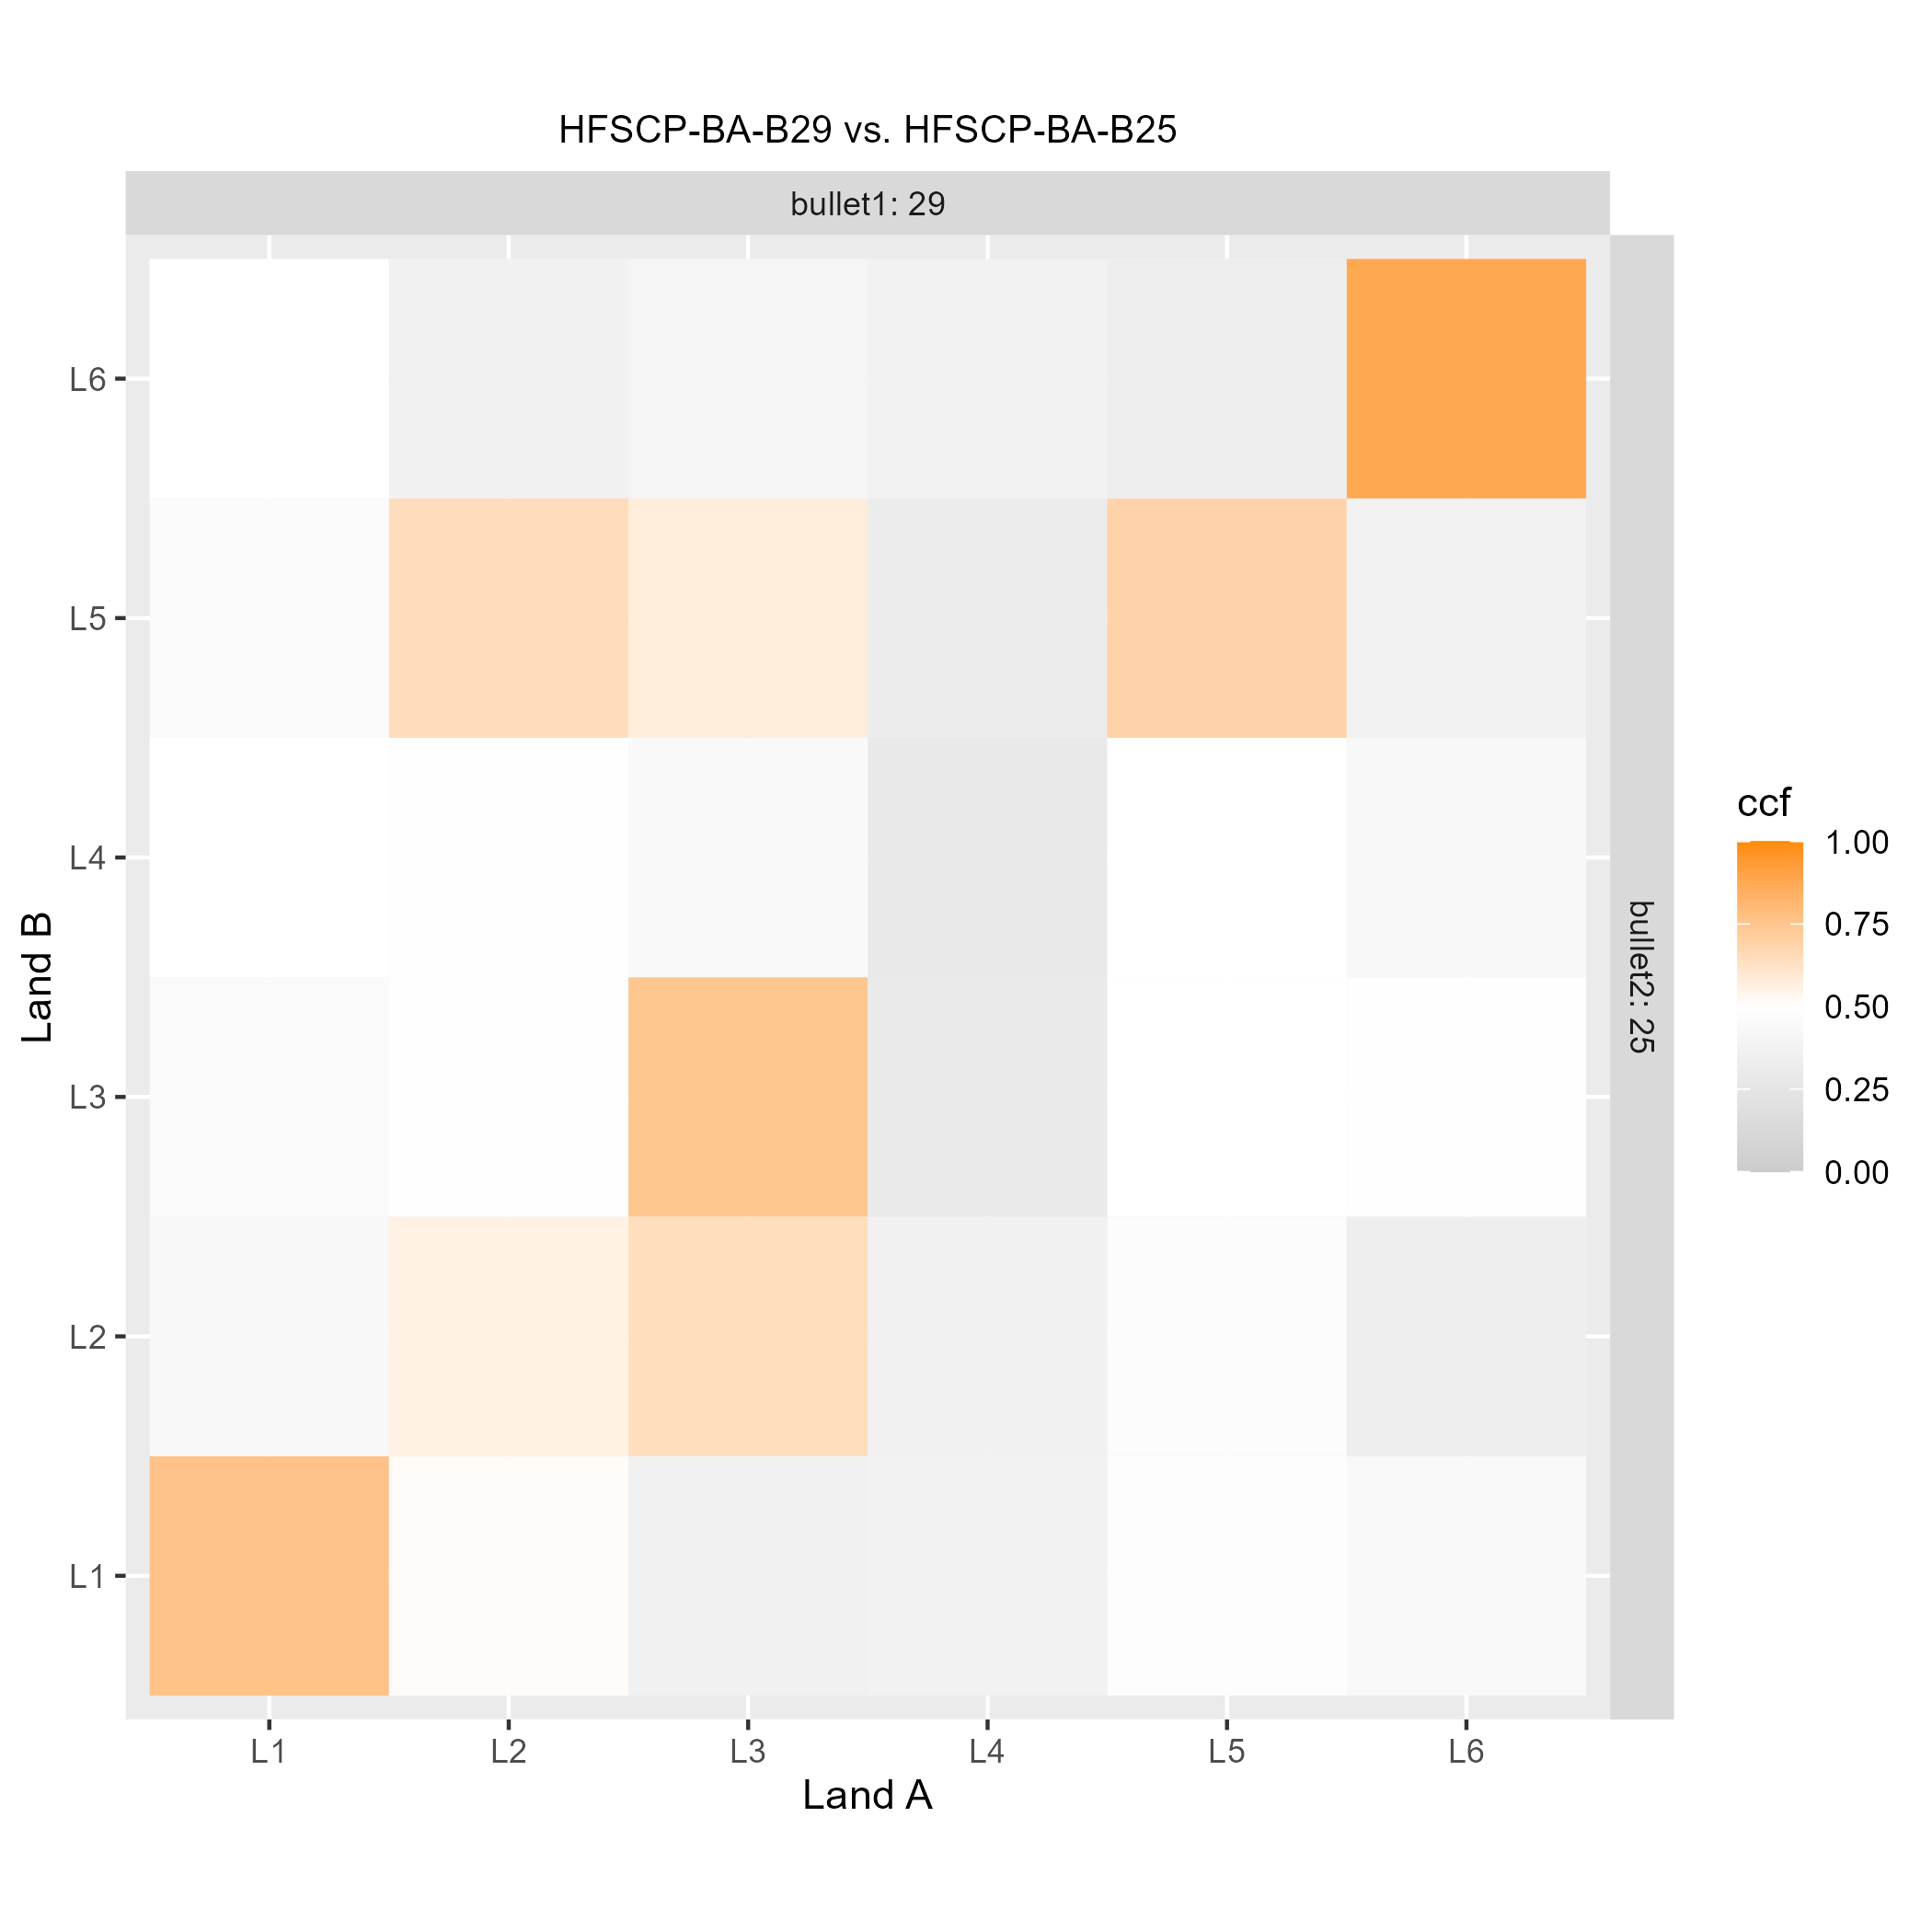 HFSCP-BA-B29 vs. HFSCP-BA-B25
bullet1: 29
L6
L5
L4
L3
L2
L1
Land B
L1 L2 L3 L4 L5 L6
Land A
bullet2: 25
ccf
1.00
0.75
0.50
0.25
0.00